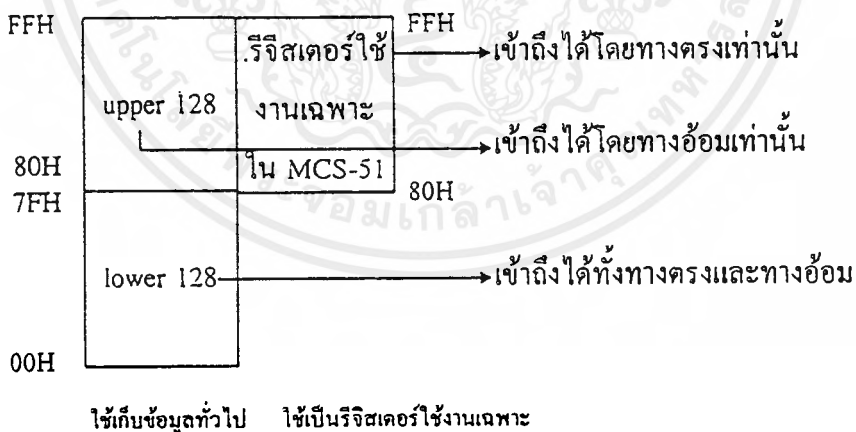 FFH
.รีจิสเตอร์ใช้
FFH
เข้าถึงได้โดยทางตรงเท่านั้น
upper 128
งานเฉพาะ
เข้าถึงได้โดยทางอ้อมเท่านั้น
80H
ใน MCS-51
80H
7FH
lower 128
เข้าถึงได้ทั้งทางตรงและทางอ้อม
00H
ใช้เก็บข้อมูลทั่วไป ใช้เป็นรีจิสเตอร์ใช้งานเฉพาะ